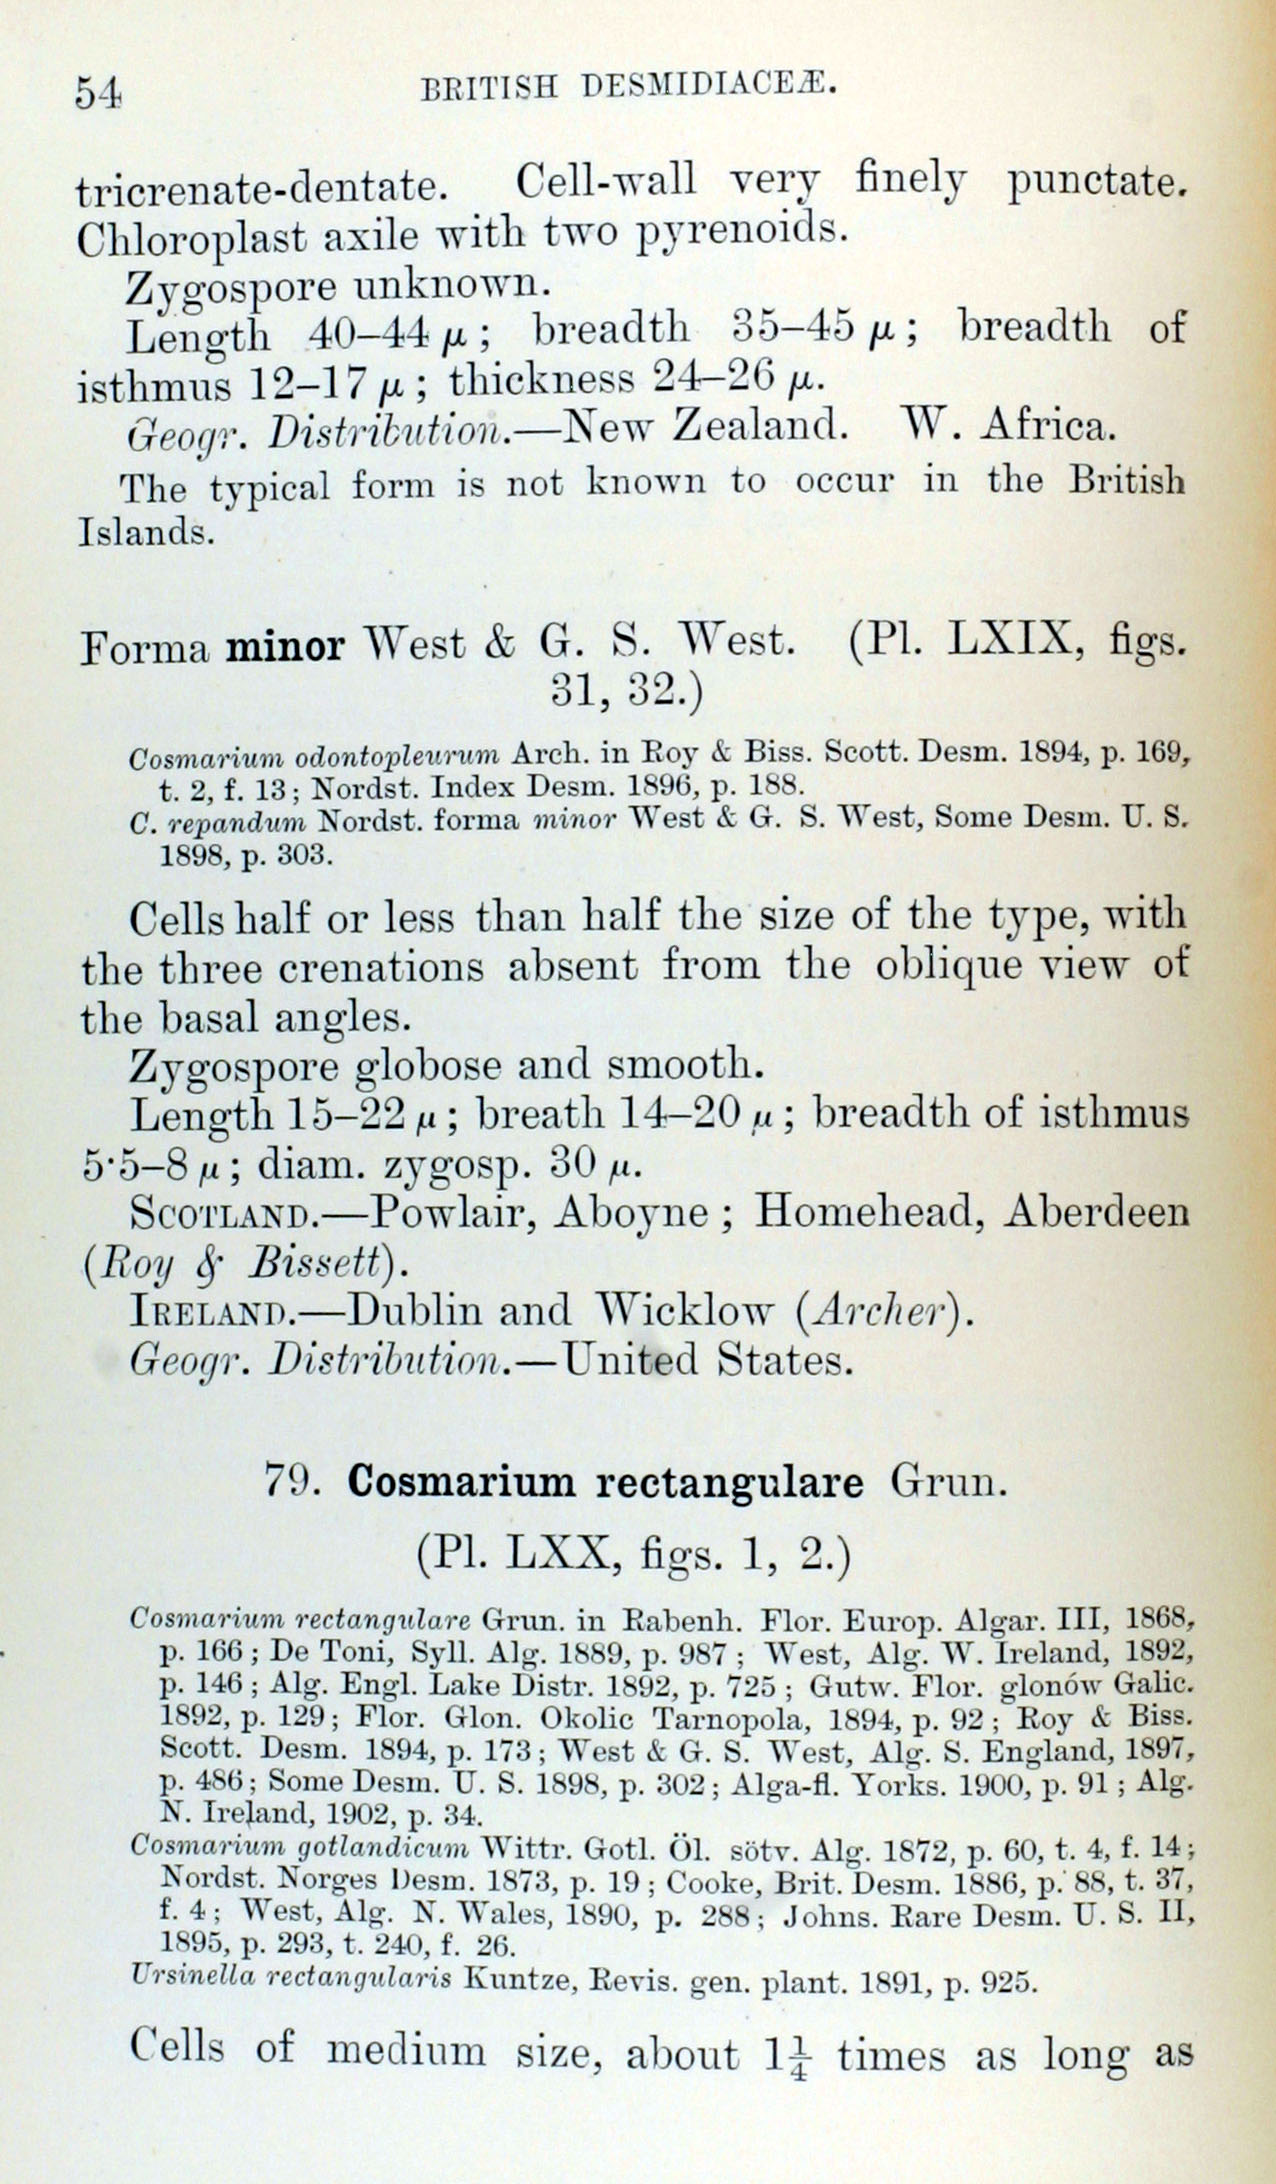 54
BRITISH DESMIDIACEÆ.
tricrenate-dentate. Cell-wall very finely punctate.
Chloroplast axile with two pyrenoids.
Zygospore unknown.
Length 40–44 μ; breadth 35–45 μ; breadth of
isthmus 12–17 μ; thickness 24–26 μ.
Geogr. Distribution.—New Zealand. W. Africa.
The typical form is not known to occur in the British
Islands.
Forma minor West & G. S. West. (Pl. LXIX, figs.
31, 32.)
Cosmarium odontopleurum Arch. in Roy & Biss. Scott. Desm. 1894, p. 169,
t. 2, f. 13; Nordst. Index Desm. 1896, p. 188.
C. repandum Nordst. forma minor West & G. S. West, Some Desm. U. S.
1898, p. 303.
Cells half or less than half the size of the type, with
the three crenations absent from the oblique view of
the basal angles.
Zygospore globose and smooth.
Length 15–22 μ; breath 14–20 μ; breadth of isthmus
5·5–8 μ; diam. zygosp. 30 μ.
SCOTLAND.—Powlair, Aboyne; Homehead, Aberdeen
(Roy & Bissett).
IRELAND.—Dublin and Wicklow (Archer).
Geogr. Distribution.—United States.
79. Cosmarium rectangulare Grun.
(Pl. LXX, figs. 1, 2.)
Cosmarium rectangulare Grun. in Rabenh. Flor. Europ. Algar. III, 1868,
p. 166; De Toni, Syll. Alg. 1889, p. 987; West, Alg. W. Ireland, 1892,
p. 146; Alg. Engl. Lake Distr. 1892, p. 725; Gutw. Flor. glonów Galic.
1892, p. 129; Flor. Glon. Okolic Tarnopola, 1894, p. 92; Roy & Biss.
Scott. Desm. 1894, p. 173; West & G. S. West, Alg. S. England, 1897,
p. 486; Some Desm. U. S. 1898, p. 302; Alga-fl. Yorks. 1900, p. 91; Alg.
N. Ireland, 1902, p. 34.
Cosmarium gotlandicum Wittr. Gotl. Öl. sötv. Alg. 1872, p. 60, t. 4, f. 14;
Nordst. Norges Desm. 1873, p. 19; Cooke, Brit. Desm. 1886, p. 88, t. 37,
f. 4; West, Alg. N. Wales, 1890, p. 288; Johns. Rare Desm. U. S. II,
1895, p. 293, t. 240, f. 26.
Ursinella rectangularis Kuntze, Revis. gen. plant. 1891, p. 925.
Cells of medium size, about 1¼ times as long as